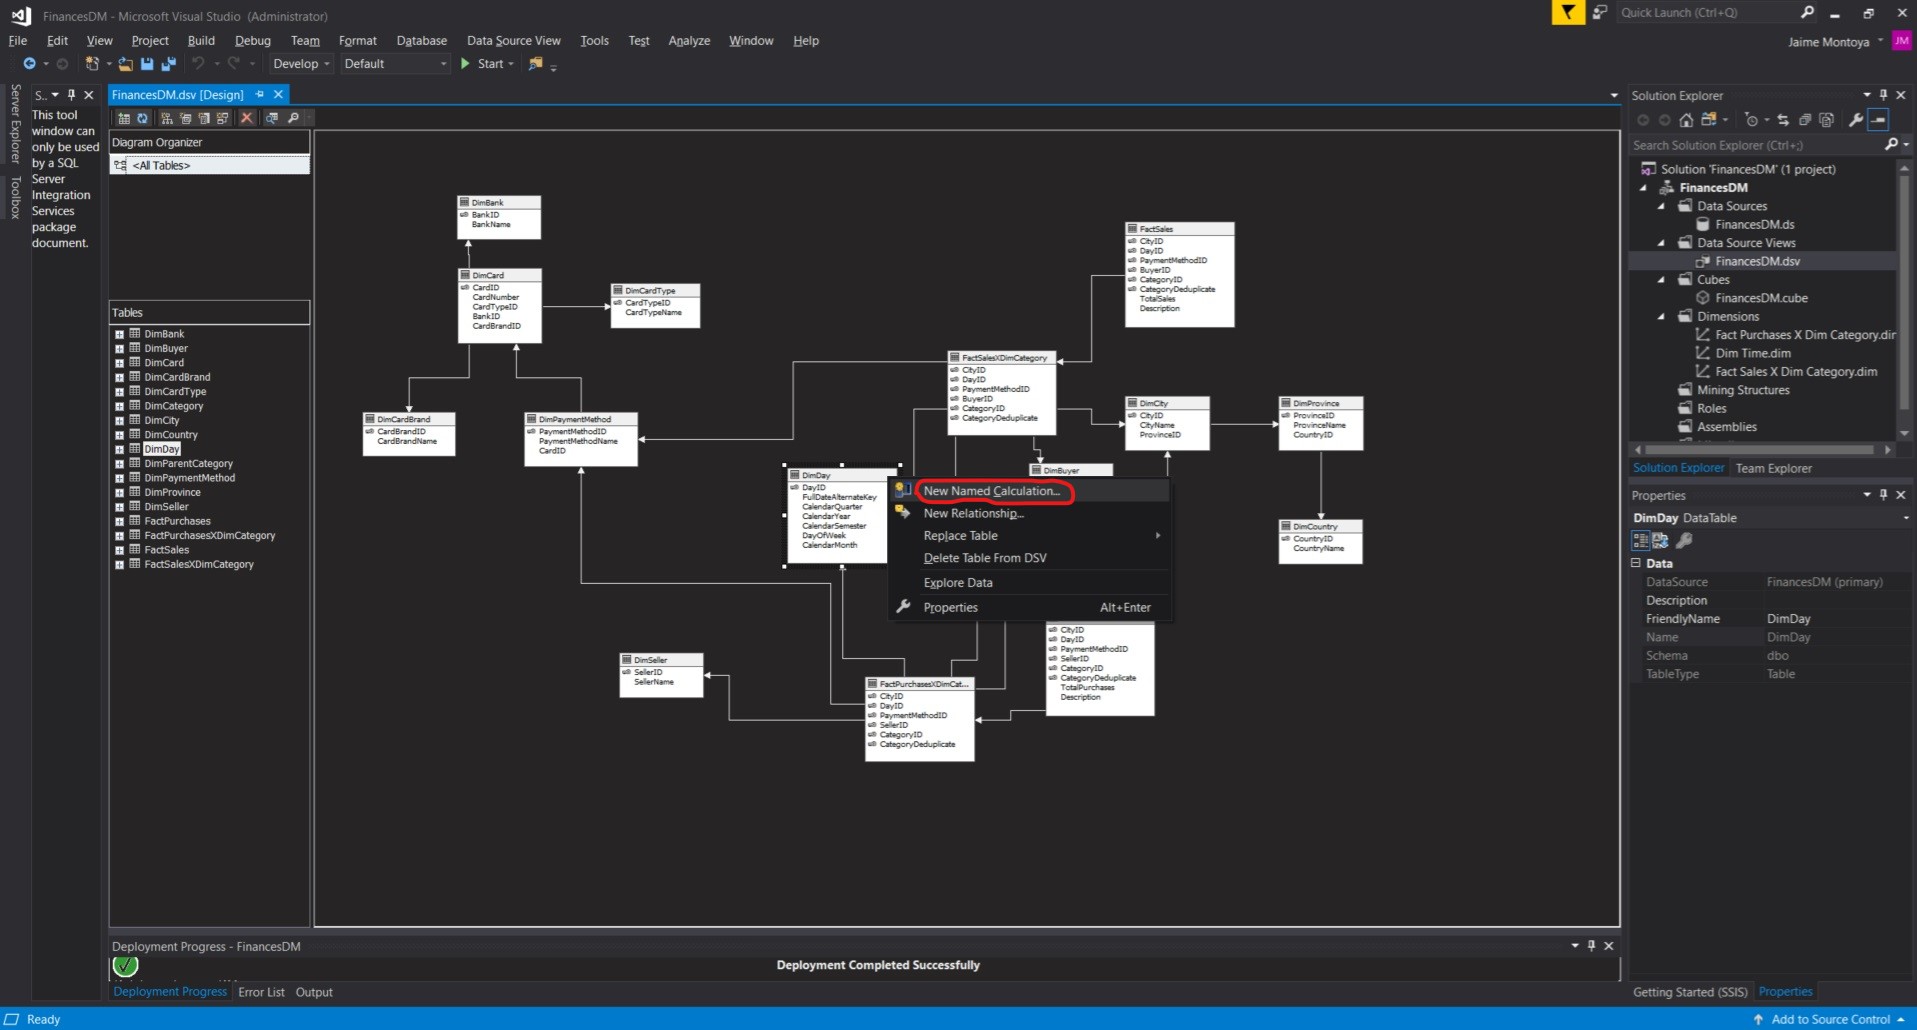 FinancesDM - Microsoft Visual Studio (Administrator)
Quick Launch (Ctrl+Q)
File Edit View Project Build Debug Team Format Database Data Source View Tools Test Analyze Window Help
Jaime Montoya
JM
Develop Default Start
Server Explorer
Toolbox
S..
This tool
window can
only be used
by a SQL
Server
Integration
Services
package
document.
FinancesDM.dsv [Design]
Diagram Organizer
<All Tables>
Tables
DimBank
DimBuyer
DimCard
DimCardBrand
DimCardType
DimCategory
DimCity
DimCountry
DimDay
DimParentCategory
DimPaymentMethod
DimProvince
DimSeller
FactPurchases
FactPurchasesXDimCategory
FactSales
FactSalesXDimCategory
DimBank
BankID
BankName
DimCard
CardID
CardNumber
CardTypeID
BankID
CardBrandID
DimCardType
CardTypeID
CardTypeName
DimCardBrand
CardBrandID
CardBrandName
DimPaymentMethod
PaymentMethodID
PaymentMethodName
CardID
FactSales
CityID
DayID
PaymentMethodID
BuyerID
CategoryID
CategoryDeduplicate
TotalSales
Description
FactSalesXDimCategory
CityID
DayID
PaymentMethodID
BuyerID
CategoryID
CategoryDeduplicate
DimCity
CityID
CityName
ProvinceID
DimProvince
ProvinceID
ProvinceName
CountryID
DimBuyer
DimDay
DayID
FullDateAlternateKey
CalendarQuarter
CalendarYear
CalendarSemester
DayOfWeek
CalendarMonth
New Named Calculation...
New Relationship...
Replace Table
Delete Table From DSV
Explore Data
Properties Alt+Enter
DimCountry
CountryID
CountryName
CityID
DayID
PaymentMethodID
SellerID
CategoryID
CategoryDeduplicate
TotalPurchases
Description
DimSeller
SellerID
SellerName
FactPurchasesXDimCat...
CityID
DayID
PaymentMethodID
SellerID
CategoryID
CategoryDeduplicate
Solution Explorer
Search Solution Explorer (Ctrl+;)
Solution 'FinancesDM' (1 project)
FinancesDM
Data Sources
FinancesDM.ds
Data Source Views
FinancesDM.dsv
Cubes
FinancesDM.cube
Dimensions
Fact Purchases X Dim Category.dir
Dim Time.dim
Fact Sales X Dim Category.dim
Mining Structures
Roles
Assemblies
Solution Explorer Team Explorer
Properties
DimDay DataTable
Data
DataSource FinancesDM (primary)
Description
FriendlyName DimDay
Name DimDay
Schema dbo
TableType Table
Deployment Progress - FinancesDM
Deployment Completed Successfully
Deployment Progress Error List Output
Getting Started (SSIS) Properties
Ready
Add to Source Control